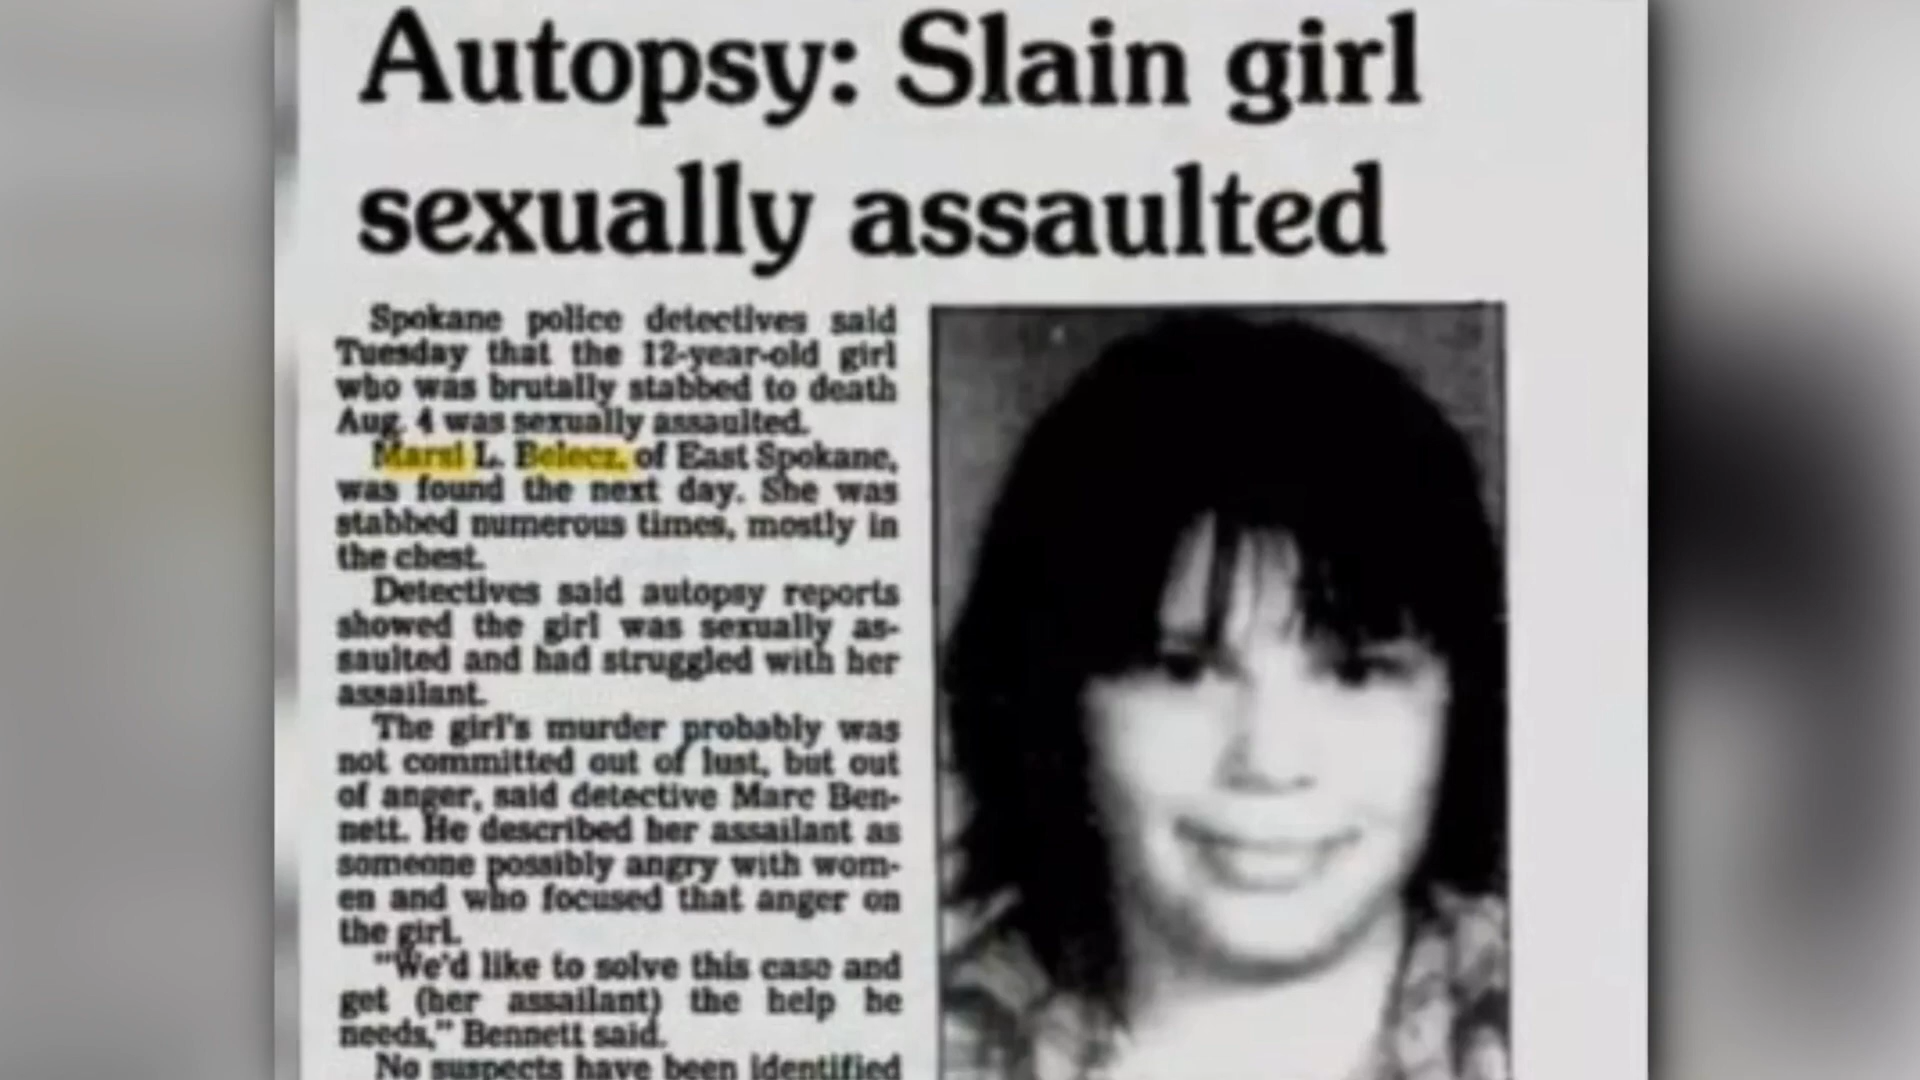 Autopsy: Slain girl
sexually assaulted
Spokane police detectives said
Tuesday that the 12-year-old girl
who was brutally stabbed to death
Aug. 4 was sexually assaulted.
Marsi L. Belecz, of East Spokane,
was found the next day. She was
stabbed numerous times, mostly in
the chest.
Detectives said autopsy reports
showed the girl was sexually as-
saulted and had struggled with her
assailant.
The girl's murder probably was
not committed out of lust, but out
of anger, said detective Marc Ben-
nett. He described her assailant as
someone possibly angry with wom-
en and who focused that anger on
the girl.
"We'd like to solve this case and
get (her assailant) the help he
needs," Bennett said.
No suspects have been identified